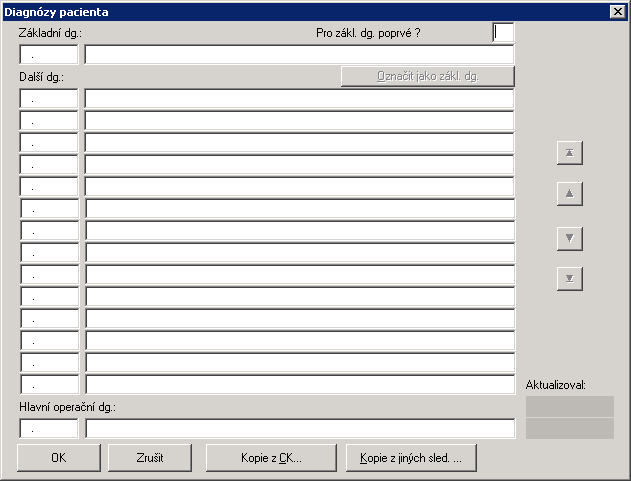 Diagnózy pacienta
Základní dg.: Pro zákl. dg. poprvé ?
.
Další dg.: Označit jako zákl. dg.
.
.
.
.
.
.
.
.
.
.
.
.
.
.
Aktualizoval:
Hlavní operační dg.:
.
OK Zrušit Kopie z CK... Kopie z jiných sled. ...